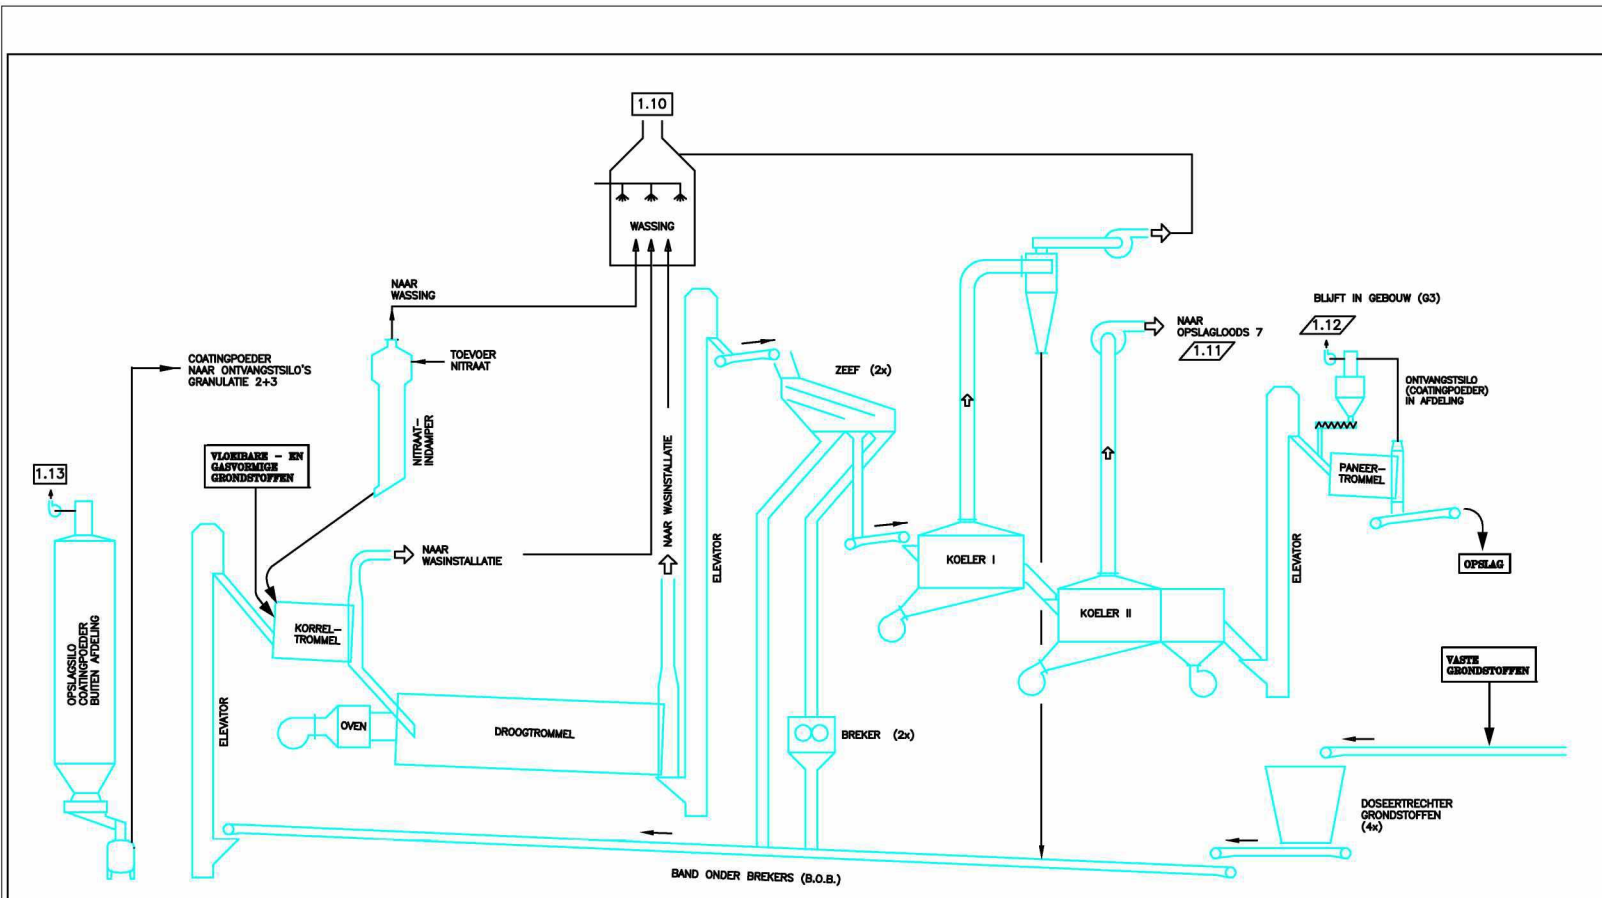 1.10
WASSING
NAAR
WASSING
TOEVOER
NITRAAT
COATINGPOEDER
NAAR ONTVANGSTSILO'S
GRANULATIE 2+3
NITRAAT-
INDAMPER
VLOEIBARE - EN
GASVORMIGE
GRONDSTOFFEN
1.13
OPSLAGSILO
COATINGPOEDER
BUITEN AFDELING
ELEVATOR
KORREL-
TROMMEL
NAAR
WASINSTALLATIE
OVEN
DROOGTROMMEL
NAAR WASINSTALLATIE
ELEVATOR
ZEEF (2x)
BREKER (2x)
BAND ONDER BREKERS (B.O.B.)
KOELER I
KOELER II
NAAR
OPSLAGLOODS 7
1.11
BLIJFT IN GEBOUW (G3)
1.12
ONTVANGSTSILO
(COATINGPOEDER)
IN AFDELING
PANEER-
TROMMEL
ELEVATOR
OPSLAG
VASTE
GRONDSTOFFEN
DOSEERTRECHTER
GRONDSTOFFEN
(4x)